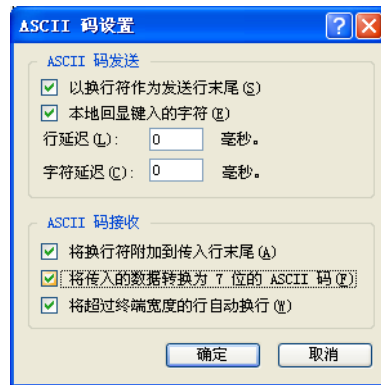 ASCII 码设置
ASCII 码发送
以换行符作为发送行末尾(S)
本地回显键入的字符(E)
行延迟(L): 0 毫秒。
字符延迟(C): 0 毫秒。
ASCII 码接收
将换行符附加到传入行末尾(A)
将传入的数据转换为 7 位的 ASCII 码(F)
将超过终端宽度的行自动换行(W)
确定 取消